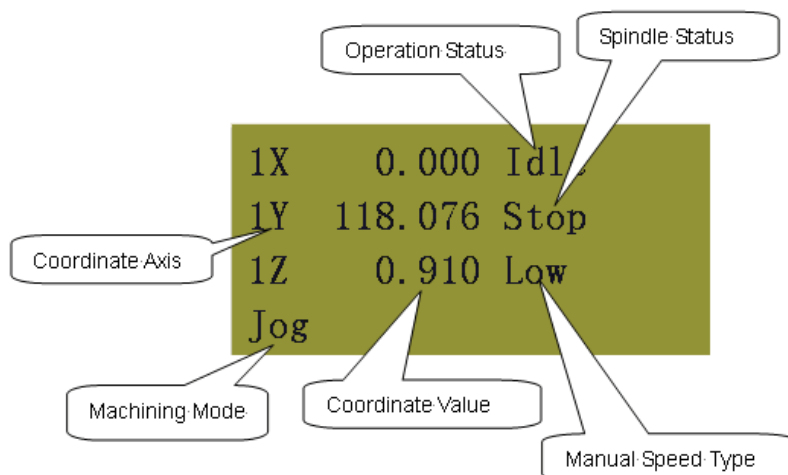 Operation Status
Spindle Status
1X 0.000 Idle
1Y 118.076 Stop
Coordinate Axis
1Z 0.910 Low
Jog
Machining Mode
Coordinate Value
Manual Speed Type